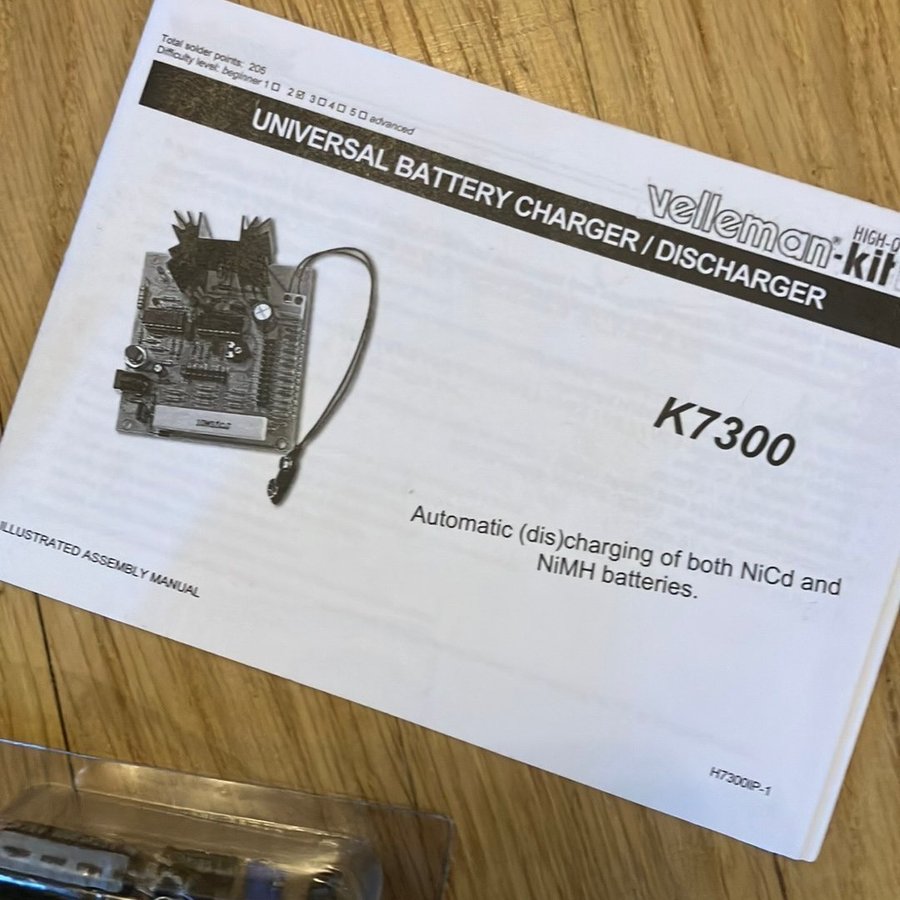 Total solder points: 205
Difficulty level: beginner 1 ☐ 2 ☑ 3 ☐ 4 ☐ 5 ☐ advanced
UNIVERSAL BATTERY CHARGER / DISCHARGER
velleman®-kit
HIGH-Q
K7300
Automatic (dis)charging of both NiCd and
NiMH batteries.
ILLUSTRATED ASSEMBLY MANUAL
H7300IP-1